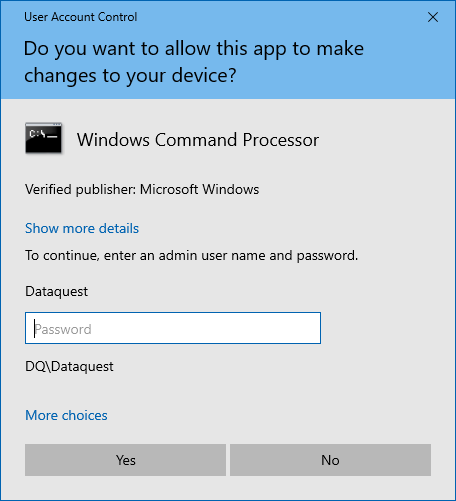 User Account Control
Do you want to allow this app to make
changes to your device?
C:\_
Windows Command Processor
Verified publisher: Microsoft Windows
Show more details
To continue, enter an admin user name and password.
Dataquest
Password
DQ\Dataquest
More choices
Yes
No